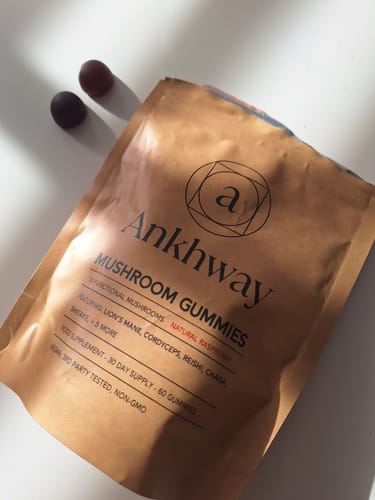 a
Ankhway
MUSHROOM GUMMIES
10 FUNCTIONAL MUSHROOMS NATURAL RASPBERRY
FEATURING: LION'S MANE, CORDYCEPS, REISHI, CHAGA,
SHIITAKE, + 5 MORE
FOOD SUPPLEMENT - 30 DAY SUPPLY - 60 GUMMIES
VEGAN, 3RD PARTY TESTED, NON-GMO